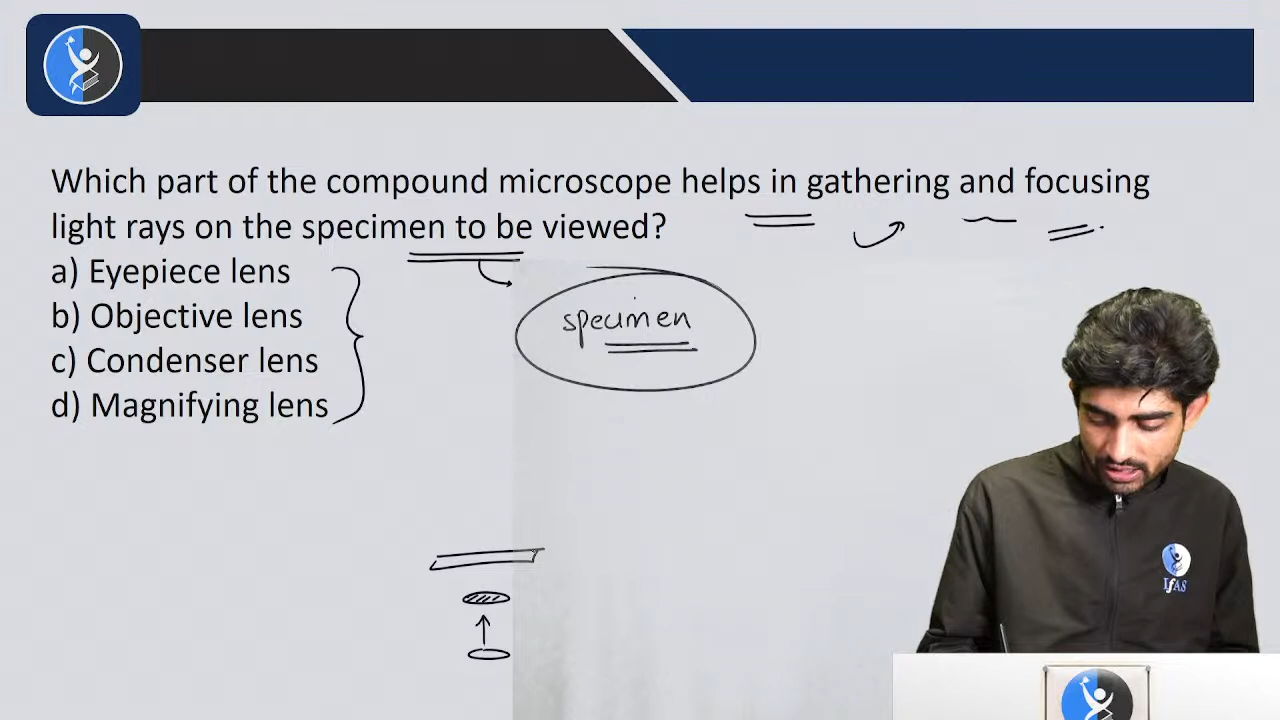 Which part of the compound microscope helps in gathering and focusing
light rays on the specimen to be viewed?
a) Eyepiece lens
b) Objective lens
c) Condenser lens
d) Magnifying lens
specimen
IfAS